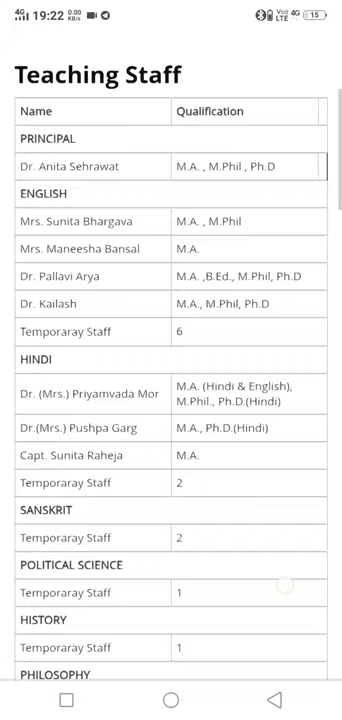 4G 19:22 0.00 KB/s Vo) LTE 4G 15
Teaching Staff
Name Qualification
PRINCIPAL
Dr. Anita Sehrawat M.A. , M.Phil , Ph.D
ENGLISH
Mrs. Sunita Bhargava M.A. , M.Phil
Mrs. Maneesha Bansal M.A.
Dr. Pallavi Arya M.A. ,B.Ed., M.Phil, Ph.D
Dr. Kailash M.A., M.Phil, Ph.D
Temporaray Staff 6
HINDI
Dr. (Mrs.) Priyamvada Mor M.A. (Hindi & English),
M.Phil., Ph.D.(Hindi)
Dr.(Mrs.) Pushpa Garg M.A., Ph.D.(Hindi)
Capt. Sunita Raheja M.A.
Temporaray Staff 2
SANSKRIT
Temporaray Staff 2
POLITICAL SCIENCE
Temporaray Staff 1
HISTORY
Temporaray Staff 1
PHILOSOPHY